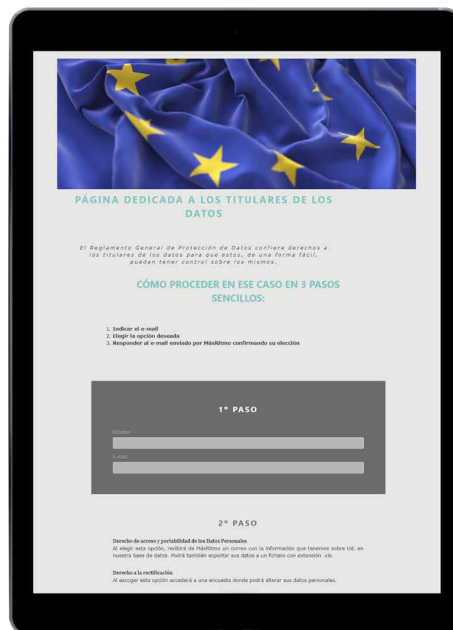 PÁGINA DEDICADA A LOS TITULARES DE LOS
DATOS
El Reglamento General de Protección de Datos confiere derechos a
los titulares de los datos para que estos, de una forma fácil,
puedan tener control sobre los mismos.
CÓMO PROCEDER EN ESE CASO EN 3 PASOS
SENCILLOS:
1. Indicar el e-mail
2. Elegir la opción deseada
3. Responder al e-mail enviado por MásRitmo confirmando su elección
1º PASO
Nombre
E-mail
2º PASO
Derecho de acceso y portabilidad de los Datos Personales
Al elegir esta opción, recibirá de MásRitmo un correo con la información que tenemos sobre Ud. en
nuestra base de datos. Podrá también exportar sus datos a un fichero con extensión .xls.
Derecho a la rectificación
Al escoger esta opción accederá a una encuesta donde podrá alterar sus datos personales.